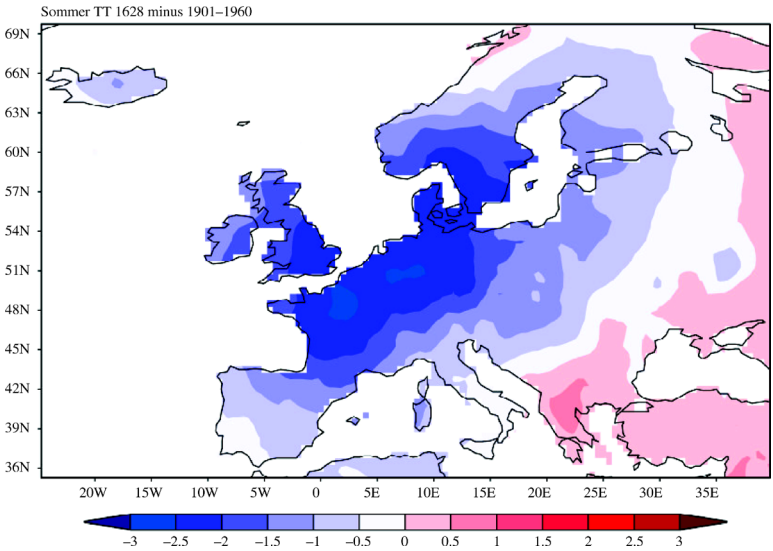 Sommer TT 1628 minus 1901–1960
69N
66N
63N
60N
57N
54N
51N
48N
45N
42N
39N
36N
20W 15W 10W 5W 0 5E 10E 15E 20E 25E 30E 35E
–3 –2.5 –2 –1.5 –1 –0.5 0 0.5 1 1.5 2 2.5 3